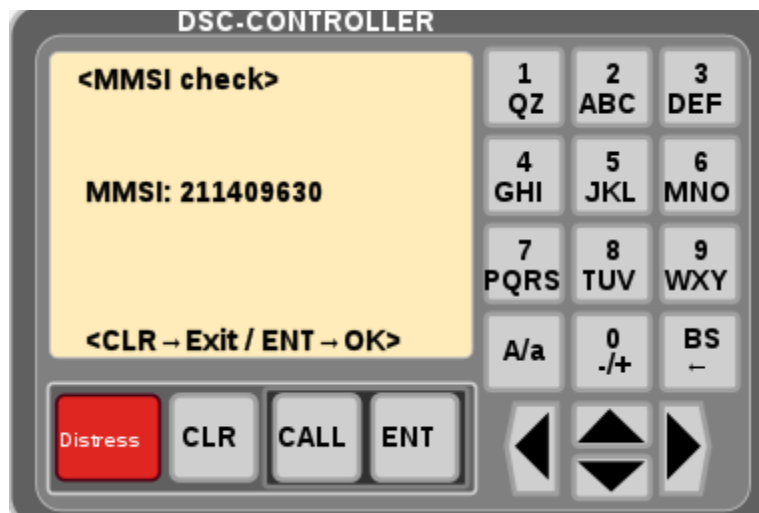 DSC-CONTROLLER
<MMSI check>
MMSI: 211409630
<CLR→Exit / ENT→OK>
Distress
CLR
CALL
ENT
1
QZ
2
ABC
3
DEF
4
GHI
5
JKL
6
MNO
7
PQRS
8
TUV
9
WXY
A/a
0
-/+
BS
←